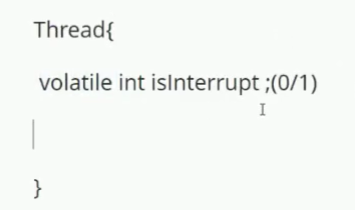 Thread{
volatile int isInterrupt ;(0/1)
}